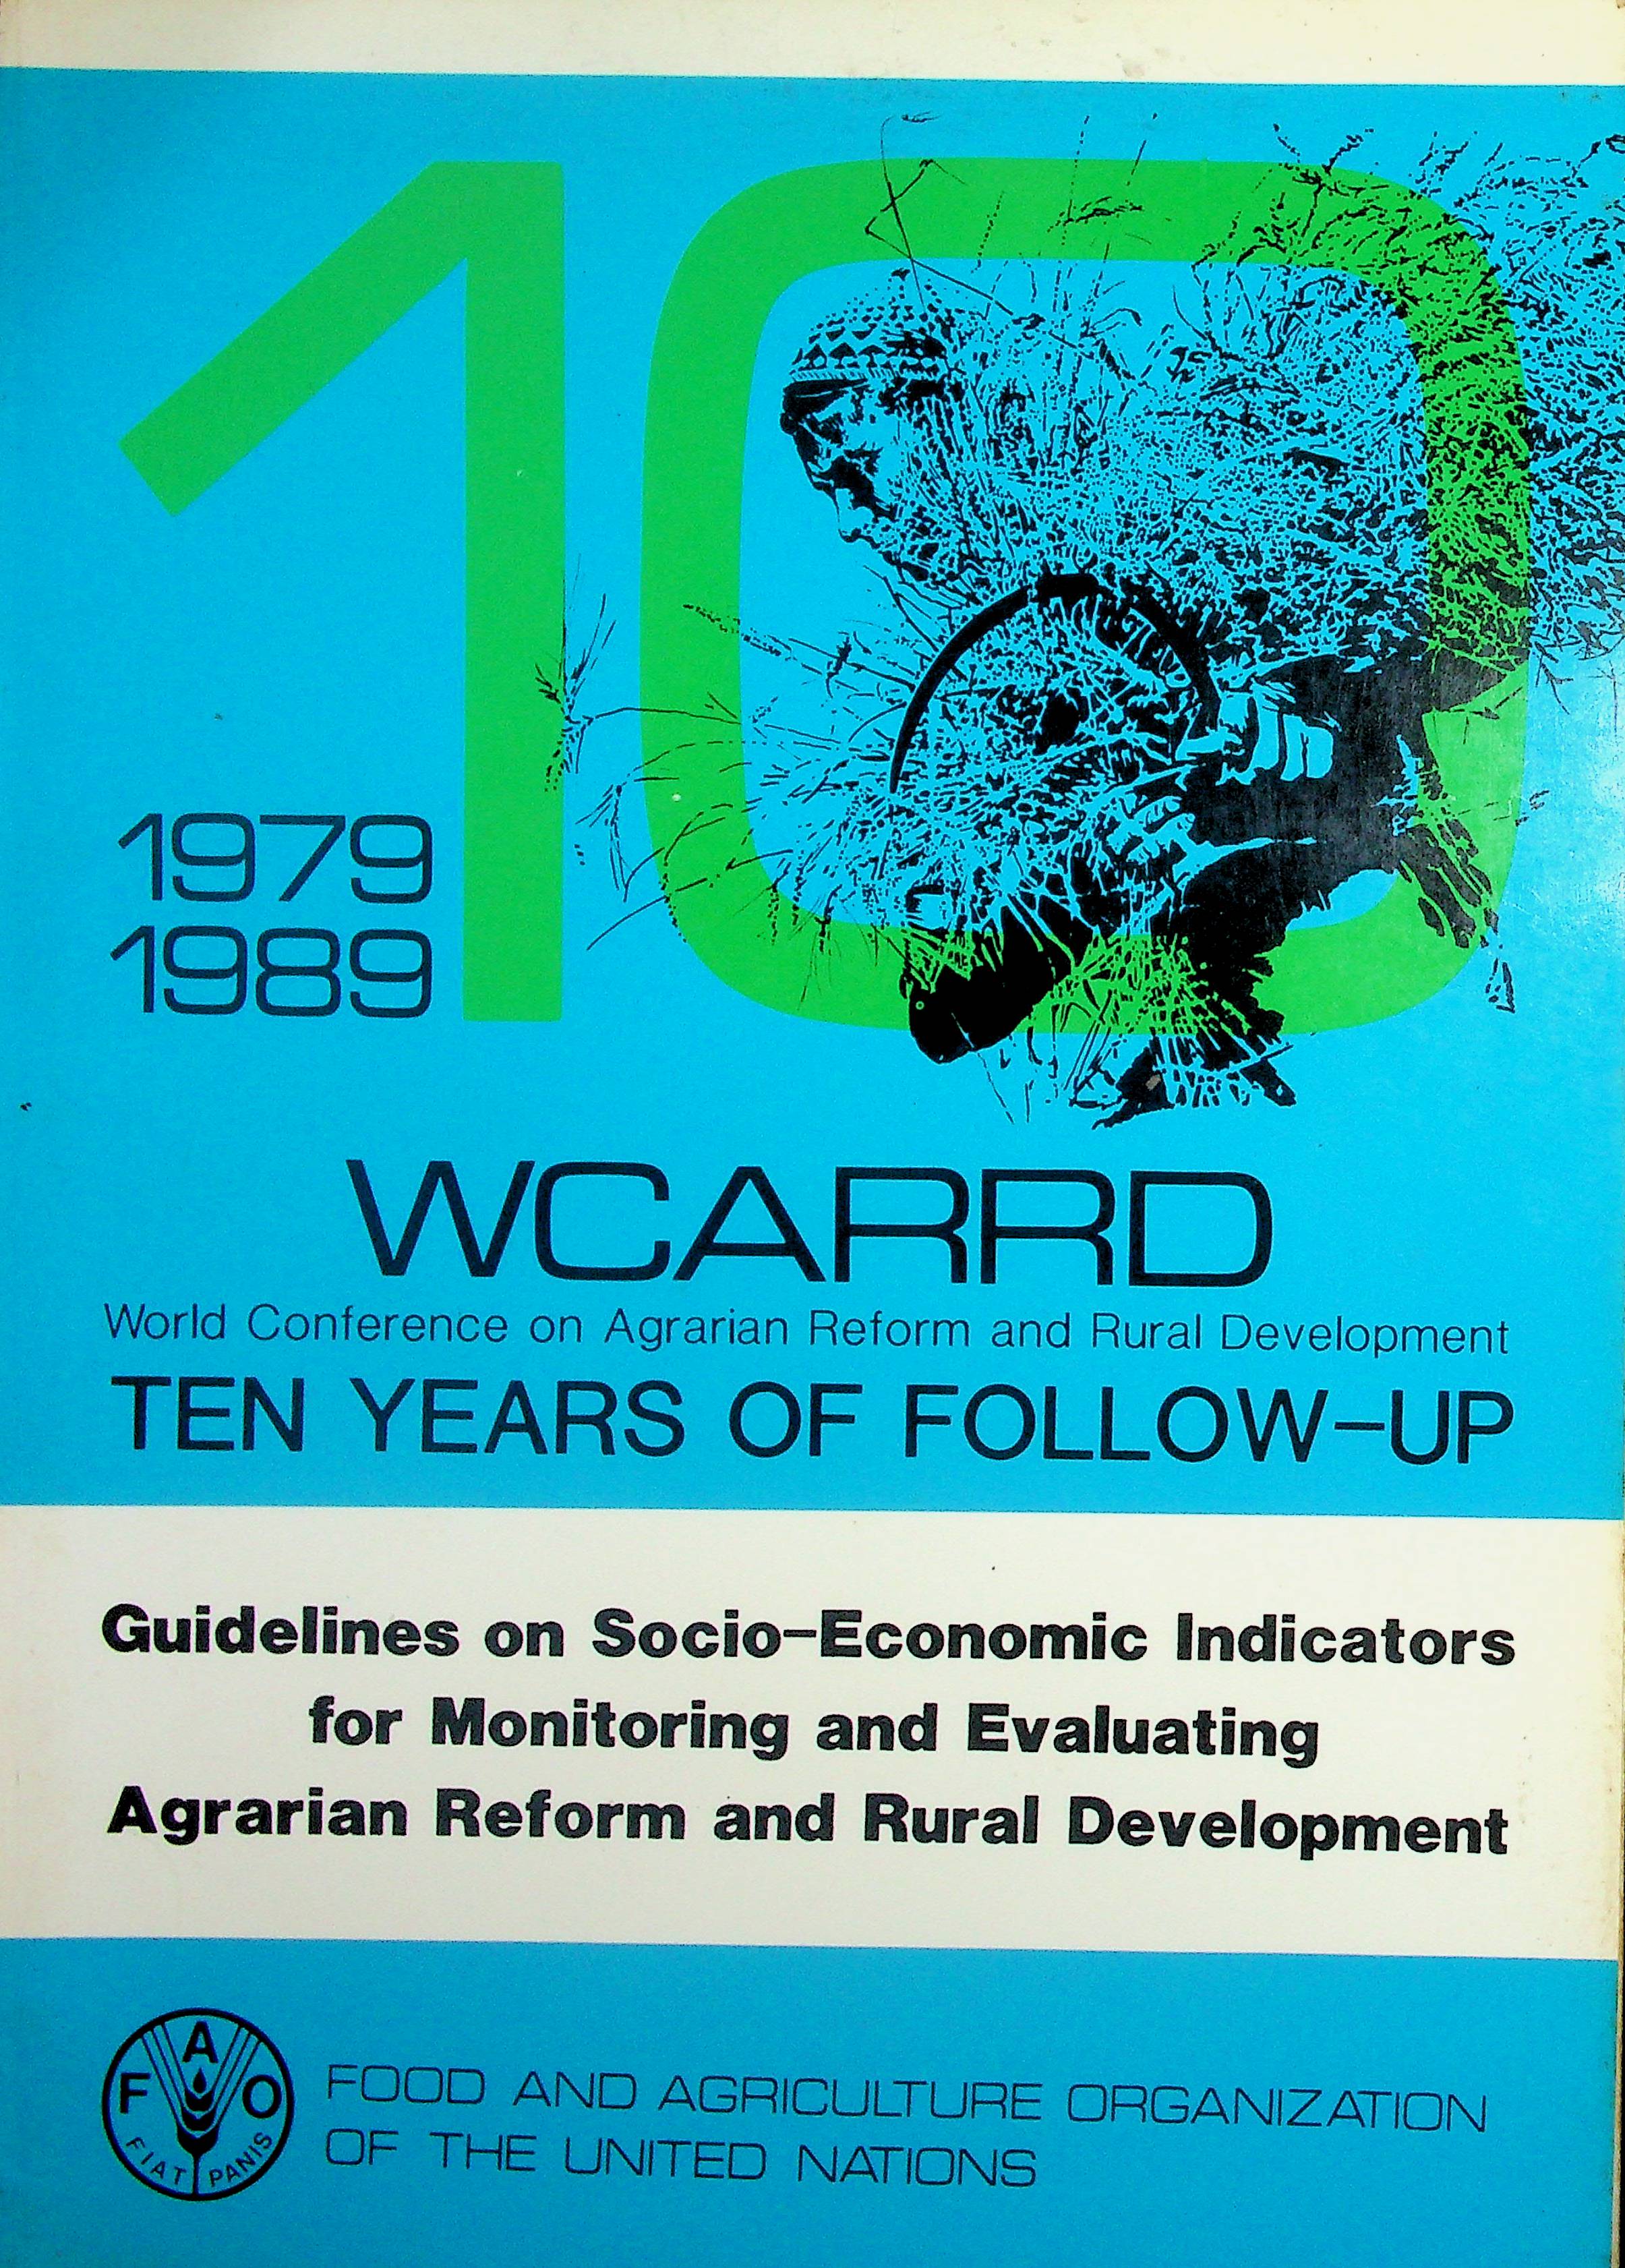 10
1979
1989
WCARRD
World Conference on Agrarian Reform and Rural Development
TEN YEARS OF FOLLOW-UP
Guidelines on Socio-Economic Indicators
for Monitoring and Evaluating
Agrarian Reform and Rural Development
F A O
FIAT PANIS
FOOD AND AGRICULTURE ORGANIZATION
OF THE UNITED NATIONS